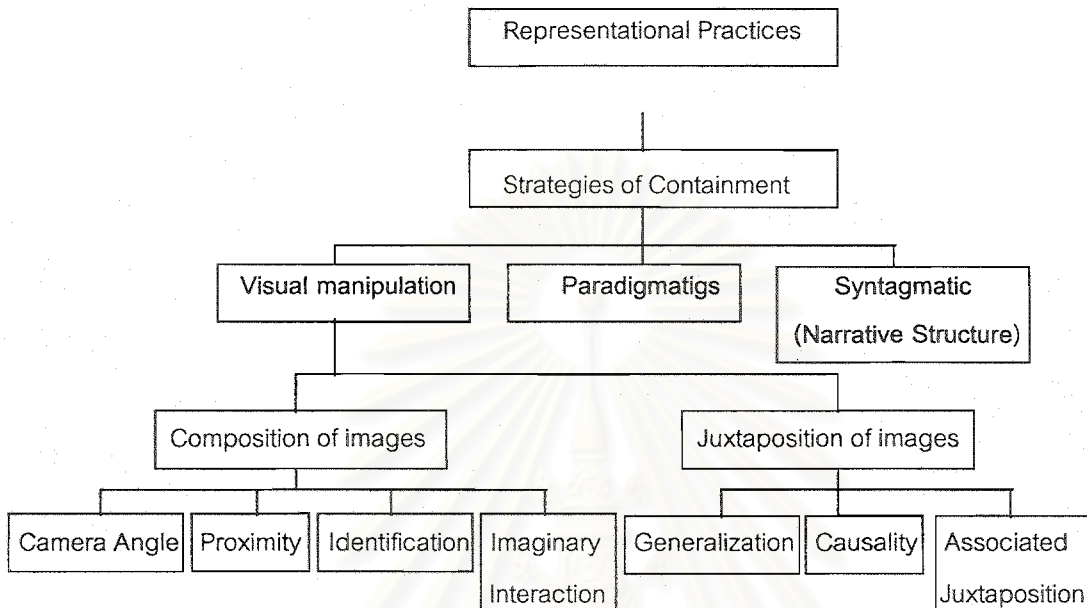 Representational Practices
Strategies of Containment
Visual manipulation
Paradigmatigs
Syntagmatic
(Narrative Structure)
Composition of images
Juxtaposition of images
Camera Angle
Proximity
Identification
Imaginary
Interaction
Generalization
Causality
Associated
Juxtaposition